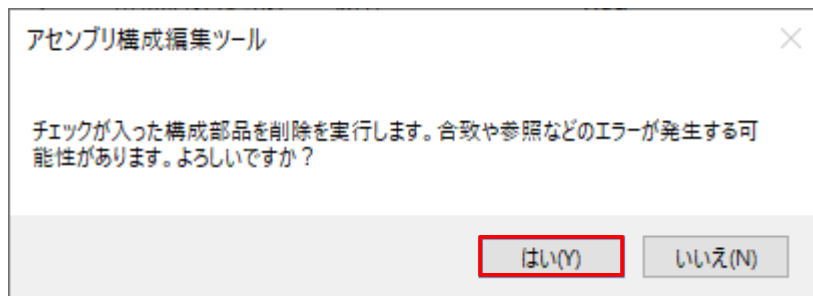 アセンブリ構成編集ツール
チェックが入った構成部品を削除を実行します。合致や参照などのエラーが発生する可
能性があります。よろしいですか？
はい(Y)
いいえ(N)